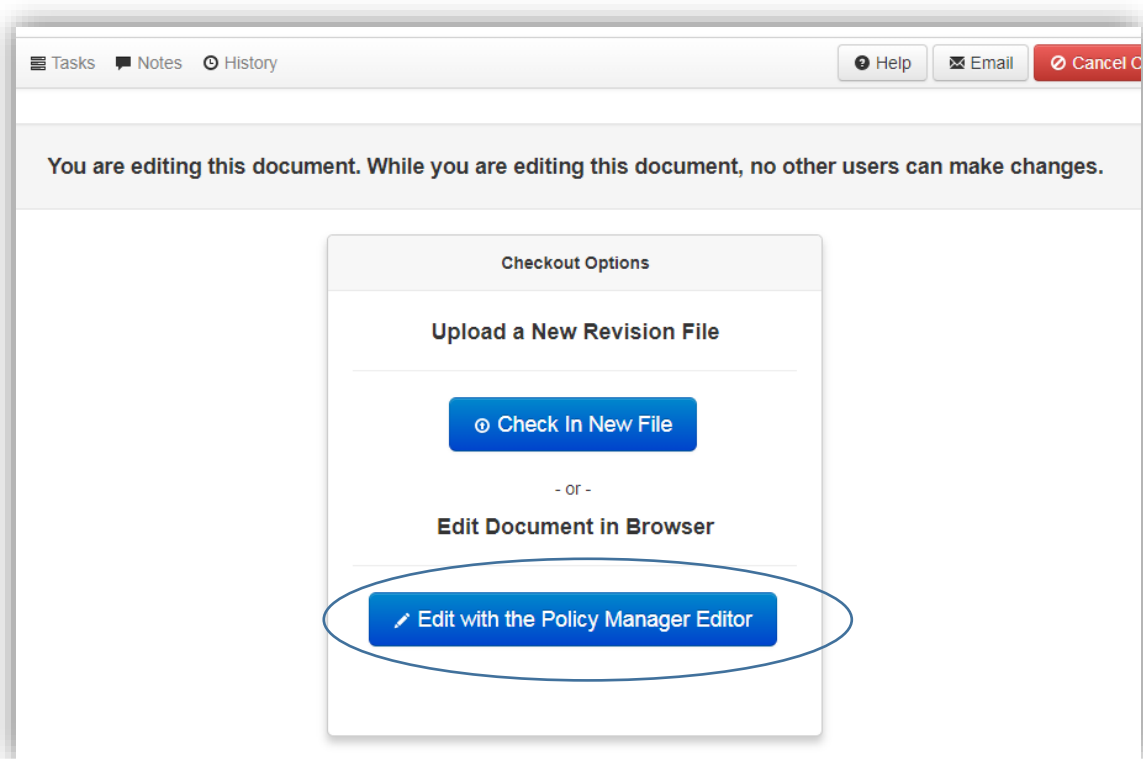 Tasks Notes History Help Email Cancel C
You are editing this document. While you are editing this document, no other users can make changes.
Checkout Options
Upload a New Revision File
Check In New File
- or -
Edit Document in Browser
Edit with the Policy Manager Editor